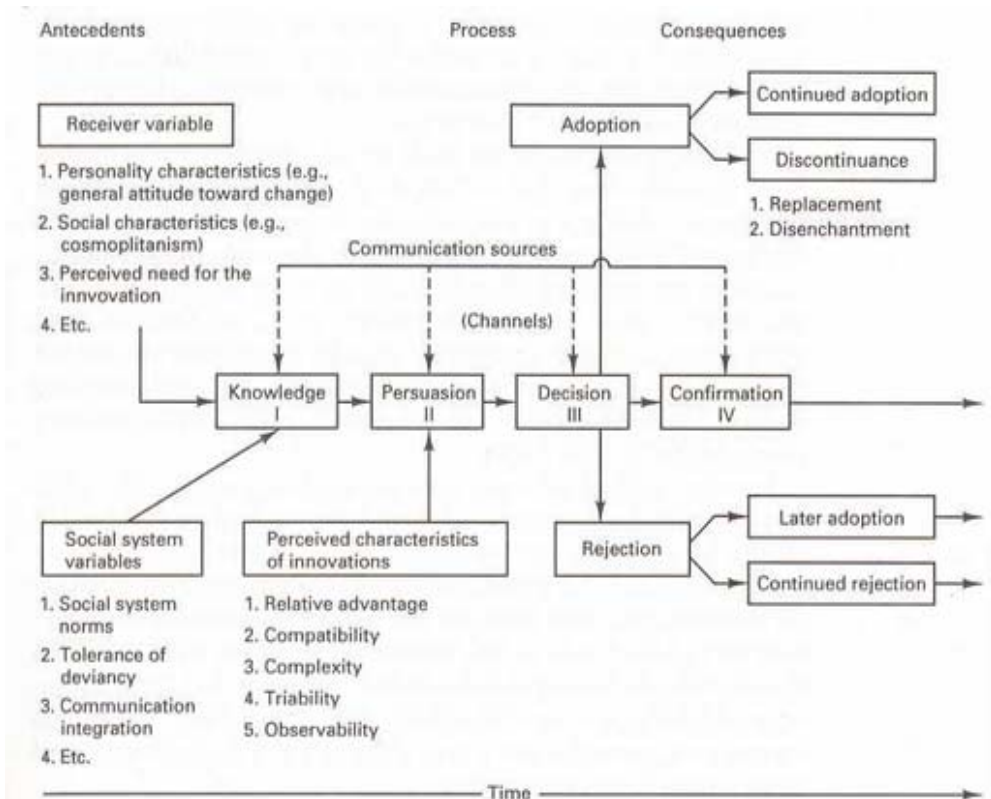 Antecedents
Process
Consequences
Receiver variable
1. Personality characteristics (e.g.,
general attitude toward change)
2. Social characteristics (e.g.,
cosmoplitanism)
3. Perceived need for the
innvovation
4. Etc.
Adoption
Continued adoption
Discontinuance
1. Replacement
2. Disenchantment
Communication sources
(Channels)
Knowledge
I
Persuasion
II
Decision
III
Confirmation
IV
Social system
variables
1. Social system
norms
2. Tolerance of
deviancy
3. Communication
integration
4. Etc.
Perceived characteristics
of innovations
1. Relative advantage
2. Compatibility
3. Complexity
4. Triability
5. Observability
Rejection
Later adoption
Continued rejection
Time